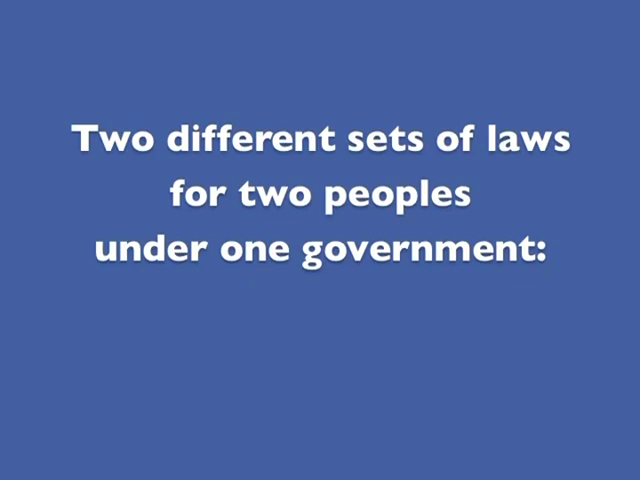 Two different sets of laws
for two peoples
under one government: